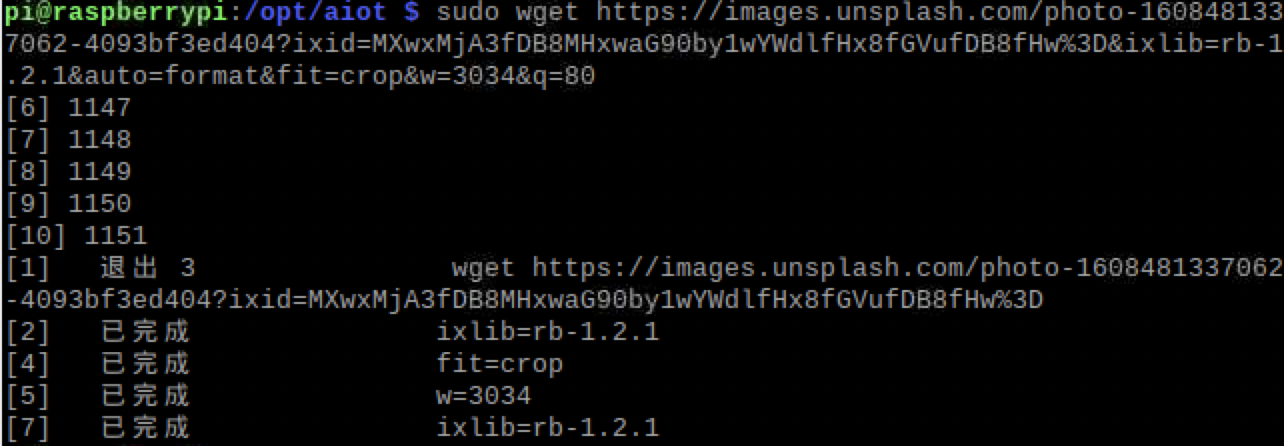 pi@raspberrypi:/opt/aiot $ sudo wget https://images.unsplash.com/photo-160848133
7062-4093bf3ed404?ixid=MXwxMjA3fDB8MHxwaG90by1wYWdlfHx8fGVufDB8fHw%3D&ixlib=rb-1
.2.1&auto=format&fit=crop&w=3034&q=80
[6] 1147
[7] 1148
[8] 1149
[9] 1150
[10] 1151
[1] 退出 3 wget https://images.unsplash.com/photo-1608481337062
-4093bf3ed404?ixid=MXwxMjA3fDB8MHxwaG90by1wYWdlfHx8fGVufDB8fHw%3D
[2] 已完成 ixlib=rb-1.2.1
[4] 已完成 fit=crop
[5] 已完成 w=3034
[7] 已完成 ixlib=rb-1.2.1